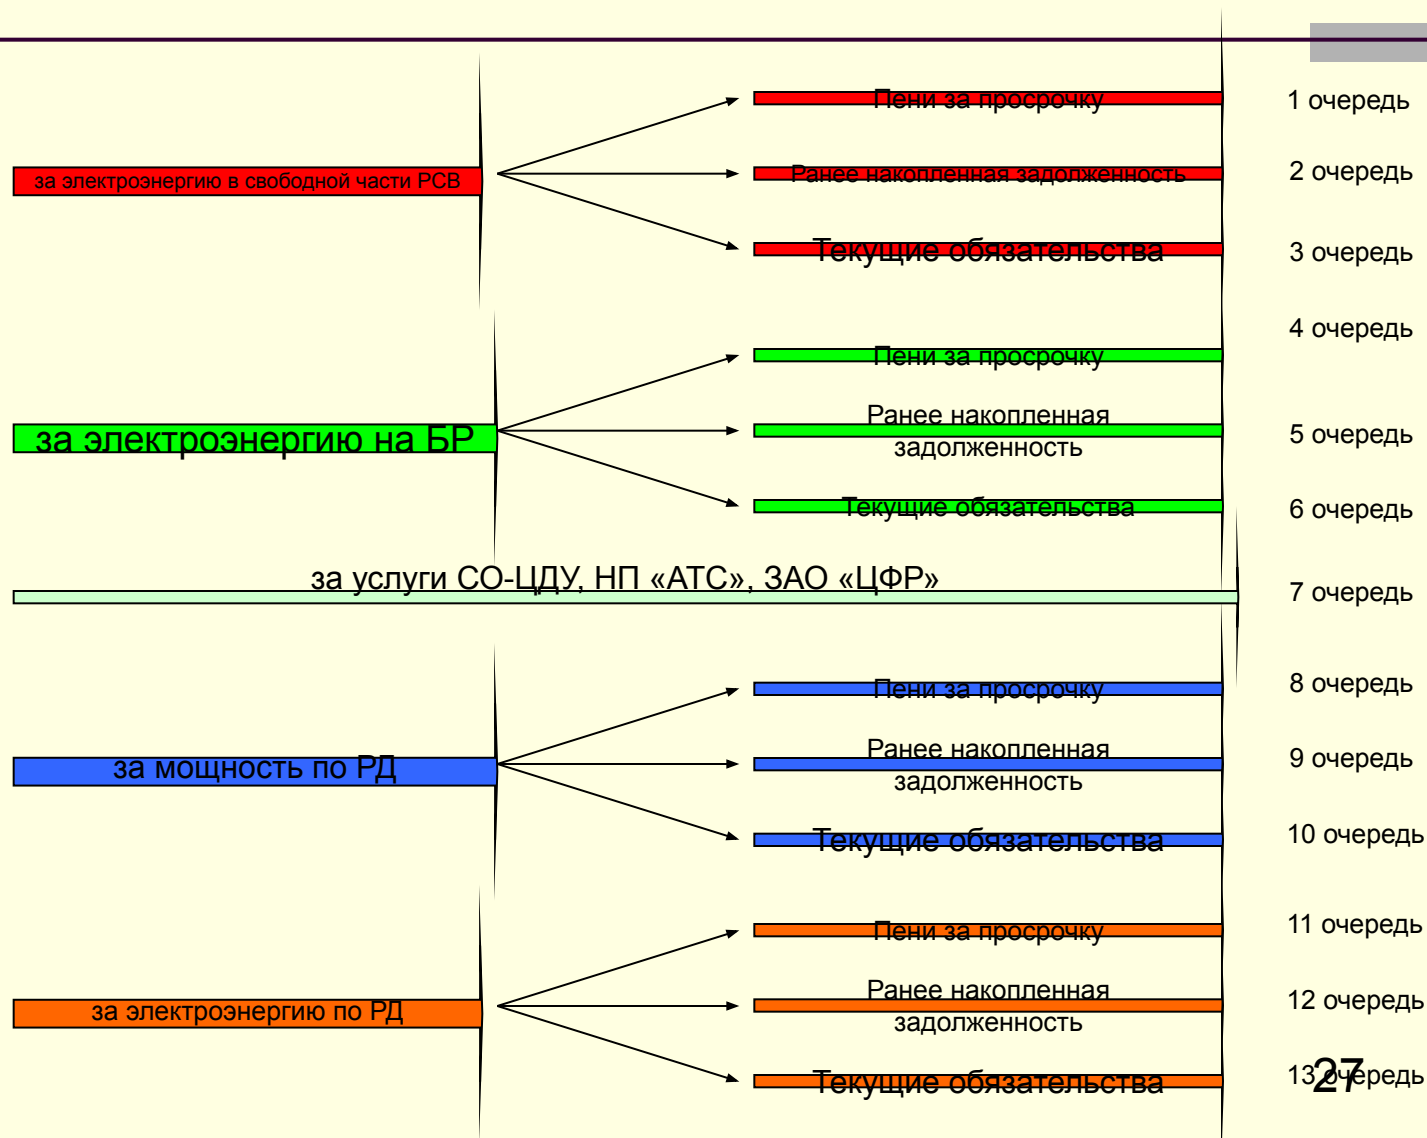 Пени за просрочку
1 очередь
за электроэнергию в свободной части РСВ
Ранее накопленная задолженность
2 очередь
Текущие обязательства
3 очередь
4 очередь
Пени за просрочку
за электроэнергию на БР
Ранее накопленная
задолженность
5 очередь
Текущие обязательства
6 очередь
за услуги СО-ЦДУ, НП «АТС», ЗАО «ЦФР»
7 очередь
Пени за просрочку
8 очередь
за мощность по РД
Ранее накопленная
задолженность
9 очередь
Текущие обязательства
10 очередь
Пени за просрочку
11 очередь
за электроэнергию по РД
Ранее накопленная
задолженность
12 очередь
Текущие обязательства
13 очередь
27